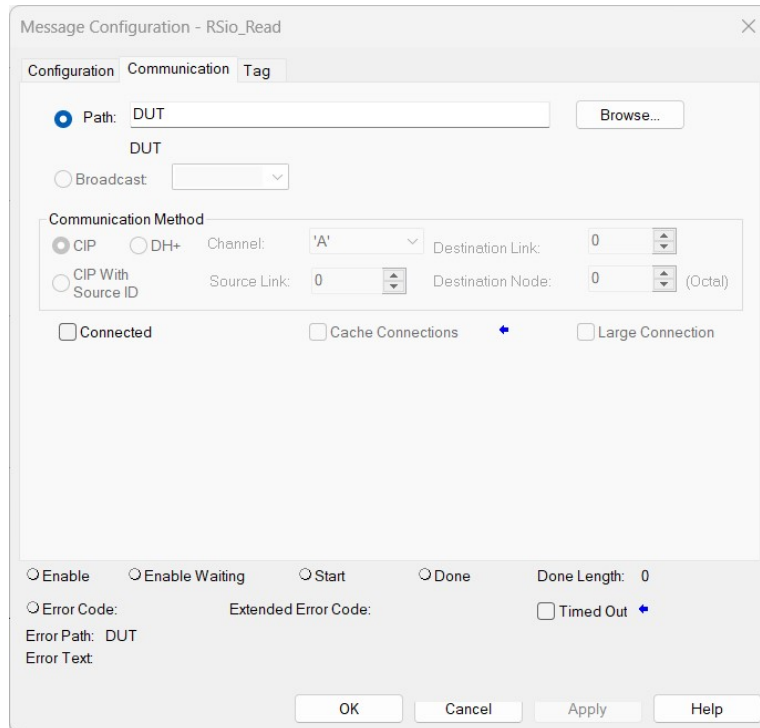 Message Configuration - RSio_Read
Configuration Communication Tag
Path: DUT Browse...
DUT
Broadcast:
Communication Method
CIP DH+ Channel: 'A' Destination Link: 0
CIP With Source ID Source Link: 0 Destination Node: 0 (Octal)
Connected Cache Connections Large Connection
Enable Enable Waiting Start Done Done Length: 0
Error Code: Extended Error Code: Timed Out
Error Path: DUT
Error Text:
OK Cancel Apply Help